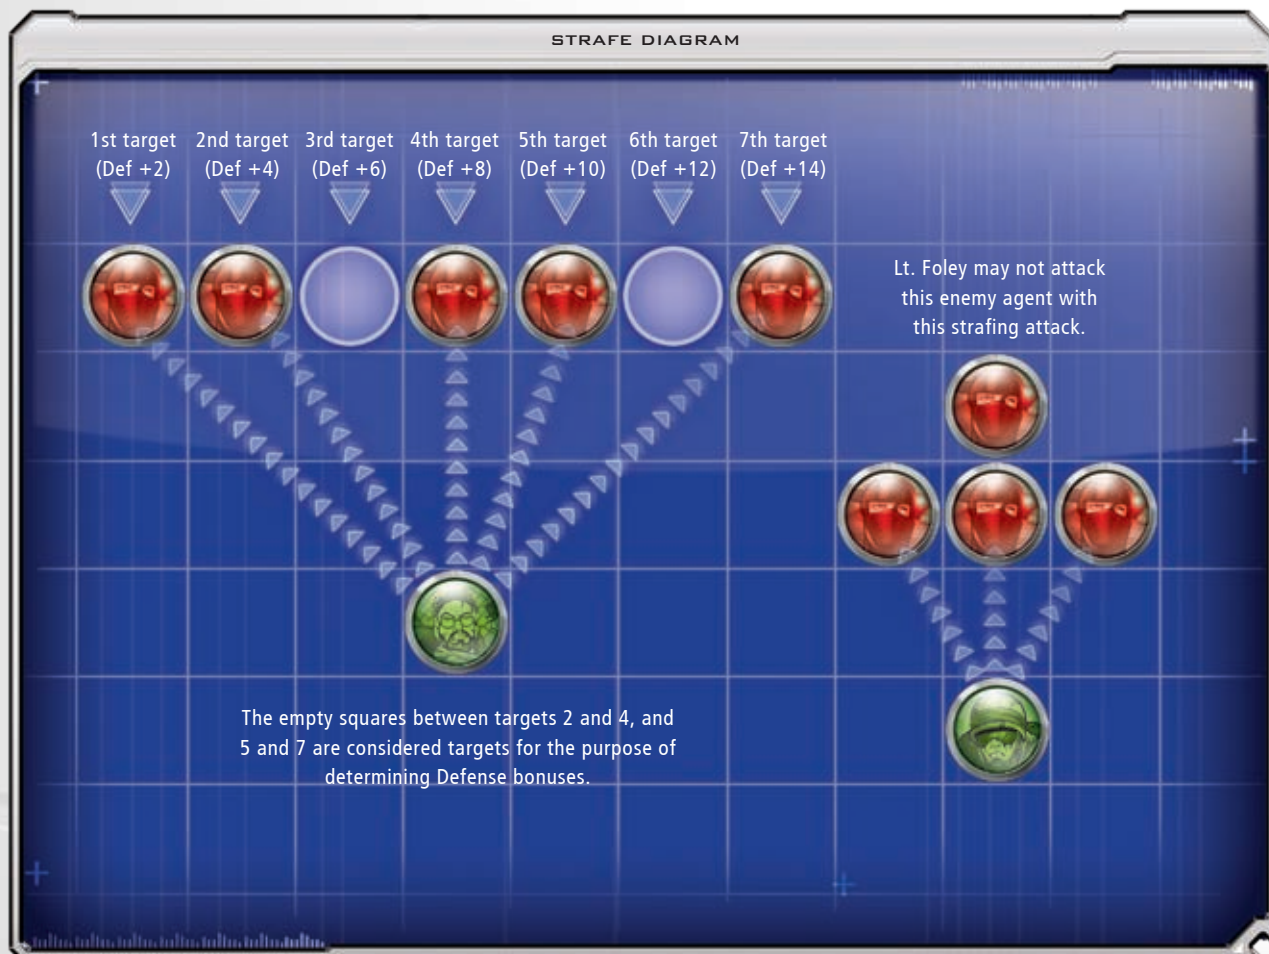 STRAFE DIAGRAM
1st target 2nd target 3rd target 4th target 5th target 6th target 7th target
(Def +2) (Def +4) (Def +6) (Def +8) (Def +10) (Def +12) (Def +14)
Lt. Foley may not attack
this enemy agent with
this strafing attack.
The empty squares between targets 2 and 4, and
5 and 7 are considered targets for the purpose of
determining Defense bonuses.